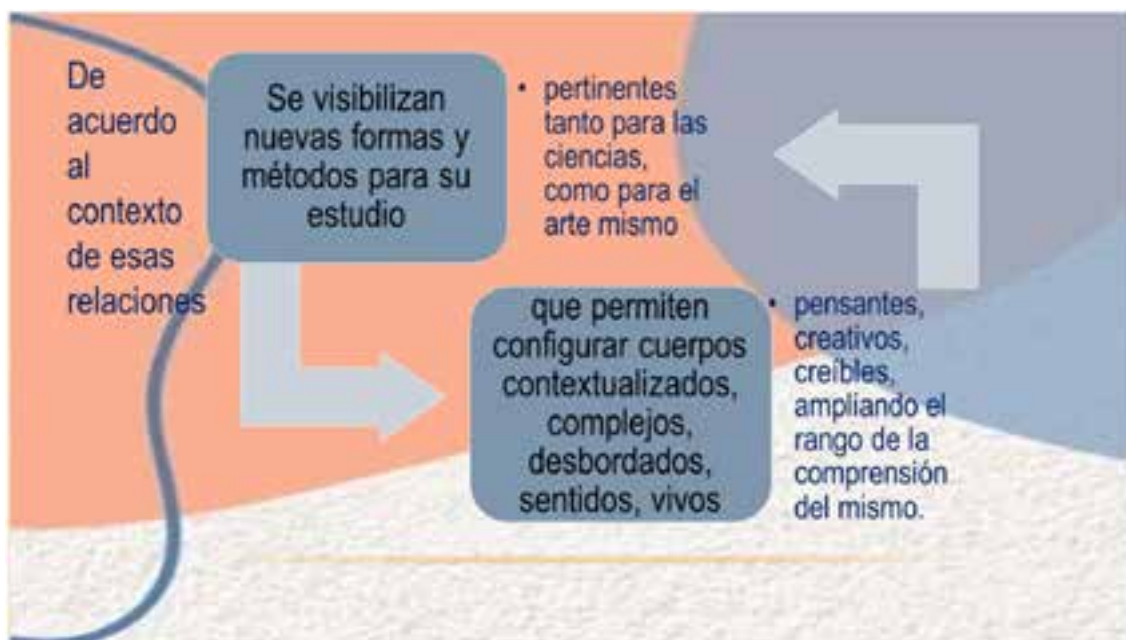 De
acuerdo
al
contexto
de esas
relaciones
Se visibilizan
nuevas formas y
métodos para su
estudio
• pertinentes
tanto para las
ciencias,
como para el
arte mismo
que permiten
configurar cuerpos
contextualizados,
complejos,
desbordados,
sentidos, vivos
• pensantes,
creativos,
creíbles,
ampliando el
rango de la
comprensión
del mismo.